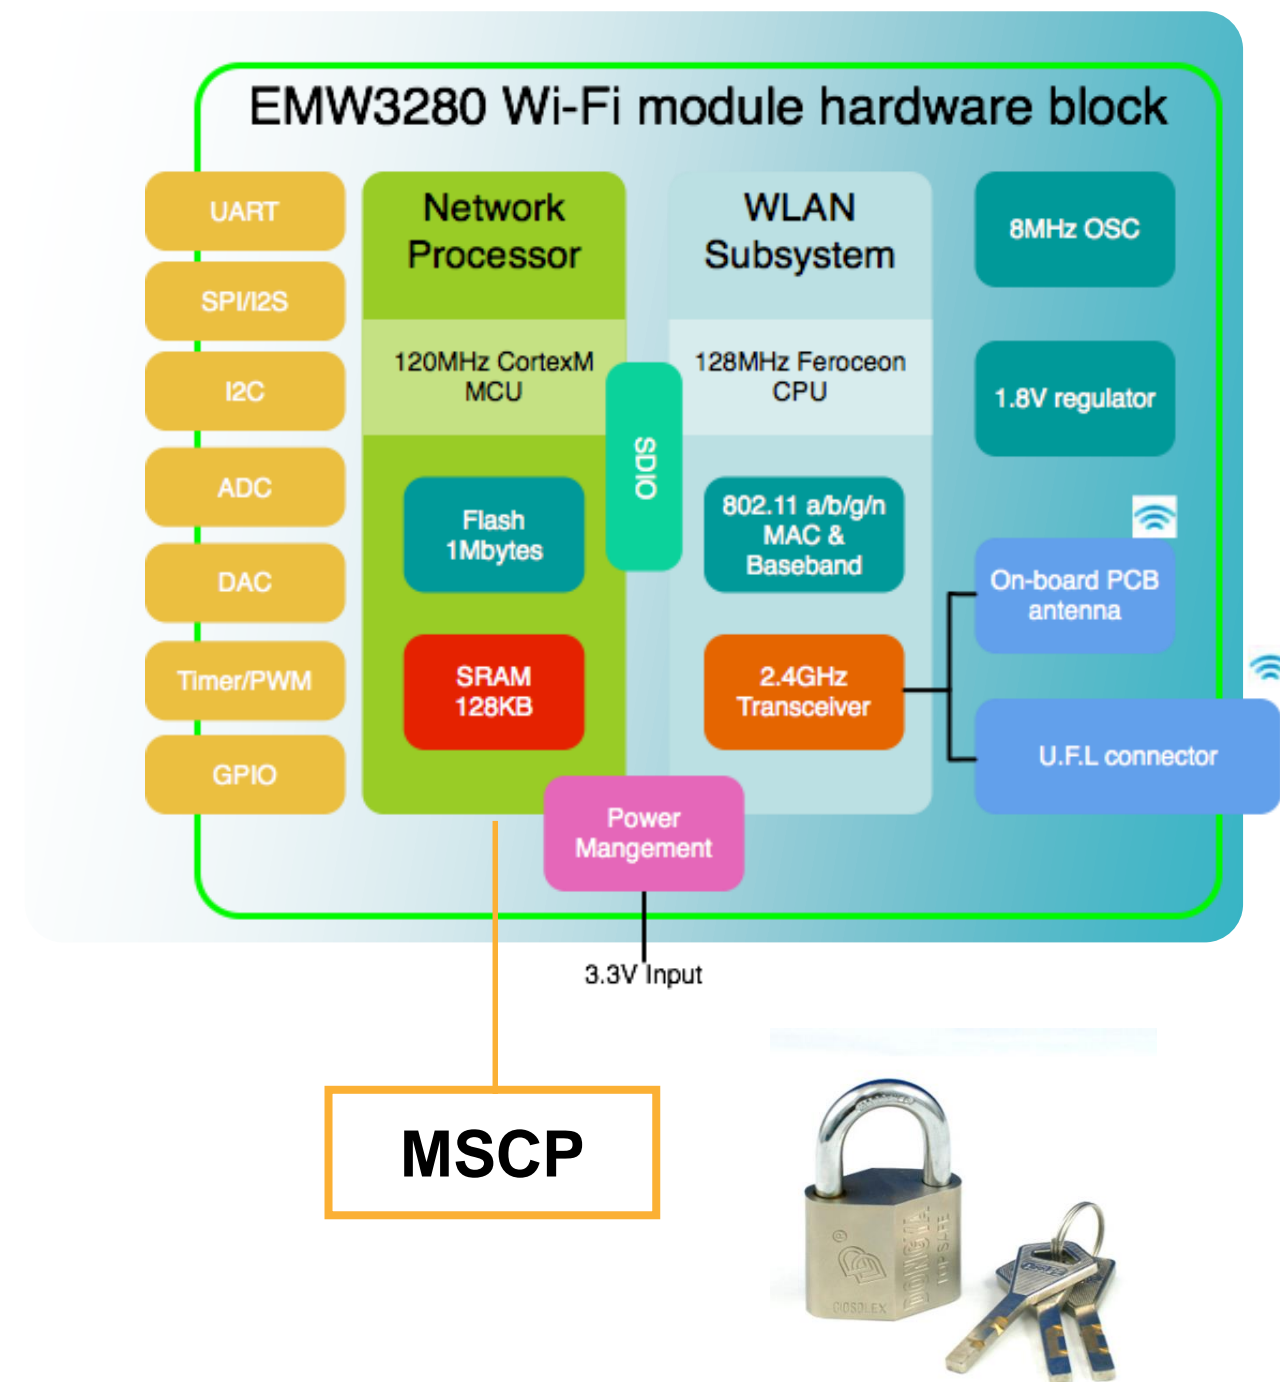 EMW3280 Wi-Fi module hardware block
UART
SPI/I2S
I2C
ADC
DAC
Timer/PWM
GPIO
Network
Processor
120MHz CortexM
MCU
Flash
1Mbytes
SRAM
128KB
SDIO
WLAN
Subsystem
128MHz Feroceon
CPU
802.11 a/b/g/n
MAC &
Baseband
2.4GHz
Transceiver
8MHz OSC
1.8V regulator
On-board PCB
antenna
U.F.L connector
Power
Mangement
3.3V Input
MSCP